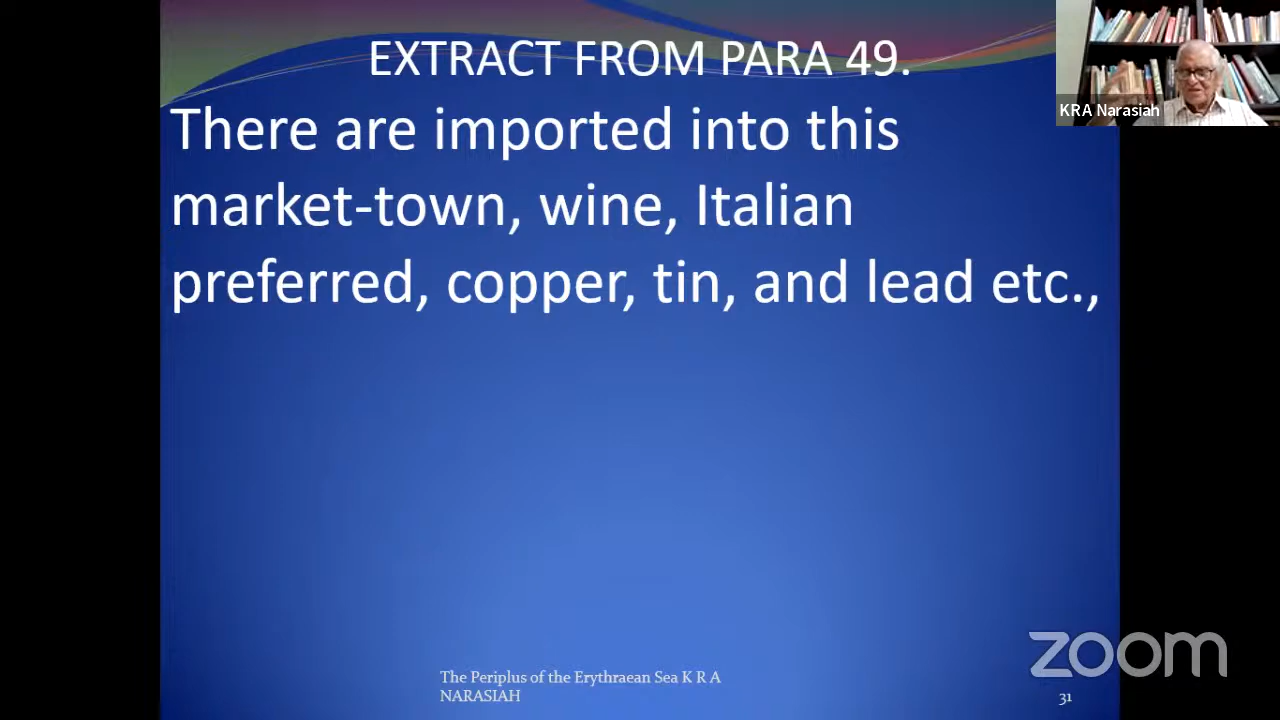 EXTRACT FROM PARA 49.
KRA Narasiah
There are imported into this
market-town, wine, Italian
preferred, copper, tin, and lead etc.,
zoom
The Periplus of the Erythraean Sea K R A
NARASIAH
31